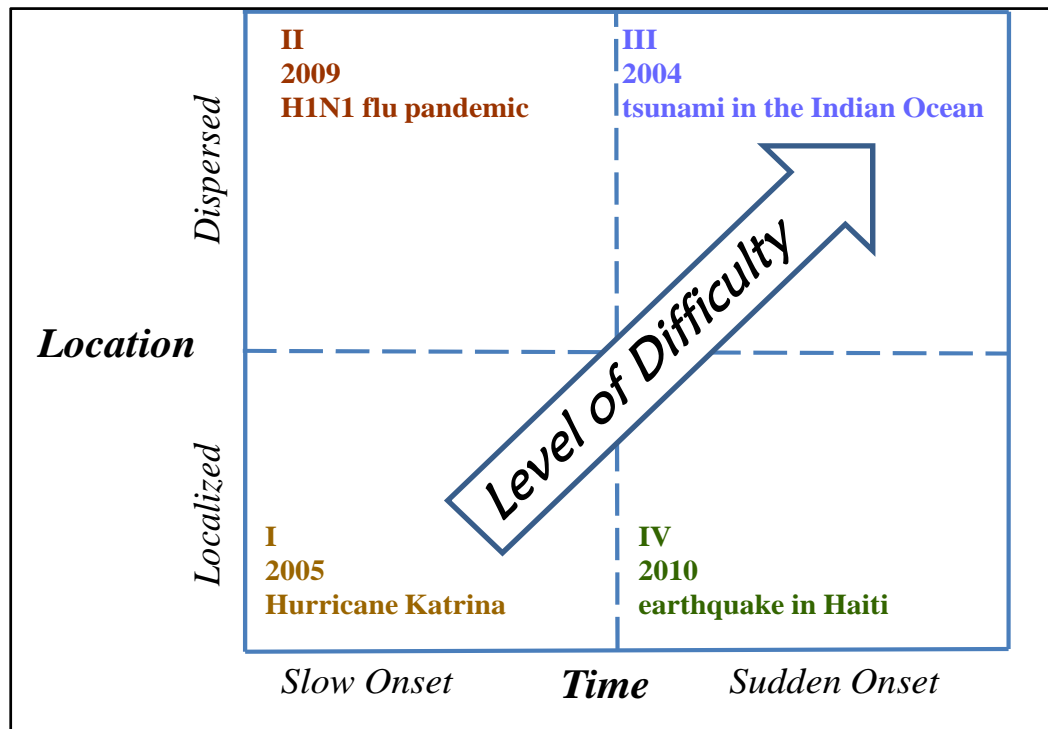 II
2009
H1N1 flu pandemic
III
2004
tsunami in the Indian Ocean
Dispersed
Location
Level of Difficulty
Localized
I
2005
Hurricane Katrina
IV
2010
earthquake in Haiti
Slow Onset
Time
Sudden Onset